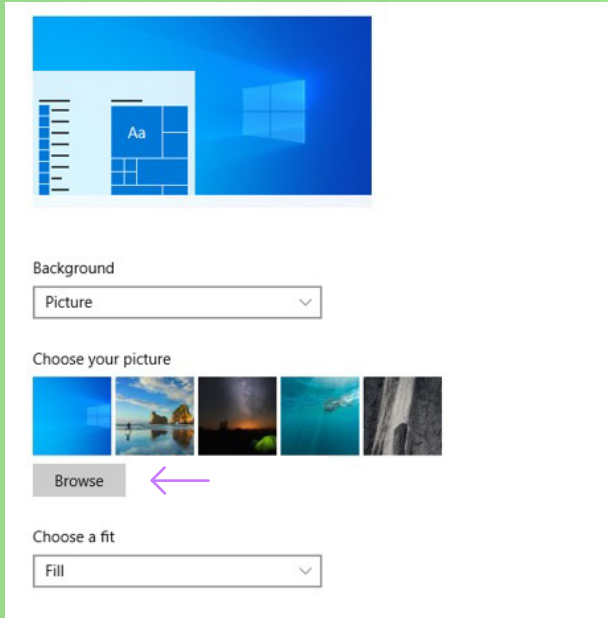 Aa
Background
Picture
Choose your picture
Browse
Choose a fit
Fill